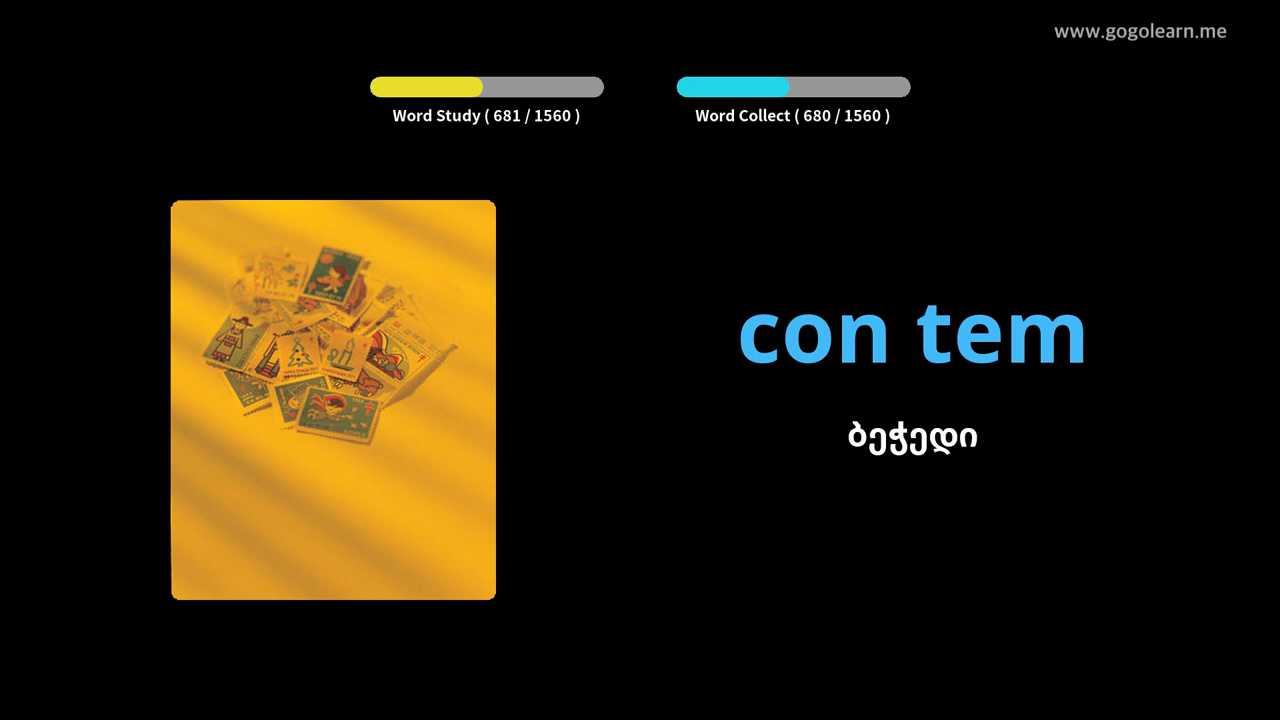 www.gogolearn.me
Word Study ( 681 / 1560 )
Word Collect ( 680 / 1560 )
con tem
ბეჭედი